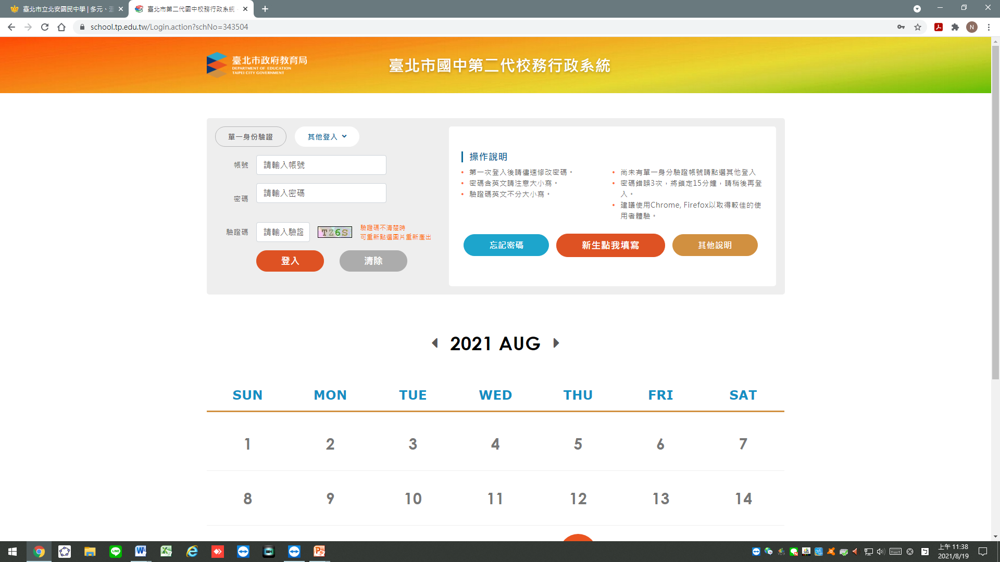 臺北市立北安國民中學 | 多元、
臺北市第二代國中校務行政系統
school.tp.edu.tw/Login.action?schNo=343504
N
臺北市政府教育局
DEPARTMENT OF EDUCATION
TAIPEI CITY GOVERNMENT
臺北市國中第二代校務行政系統
單一身份驗證
其他登入
帳號
請輸入帳號
密碼
請輸入密碼
驗證碼
請輸入驗證
TZ6S
驗證碼不清楚時
可重新點選圖片重新產出
登入
清除
操作說明
第一次登入後請儘速修改密碼。
密碼含英文請注意大小寫。
驗證碼英文不分大小寫。
尚未有單一身分驗證帳號請點選其他登入
密碼錯誤3次，將鎖定15分鐘，請稍後再登
入。
建議使用Chrome, Firefox以取得較佳的使
用者體驗。
忘記密碼
新生點我填寫
其他說明
2021 AUG
SUN MON TUE WED THU FRI SAT
1 2 3 4 5 6 7
8 9 10 11 12 13 14
LINE
上午 11:38
2021/8/19